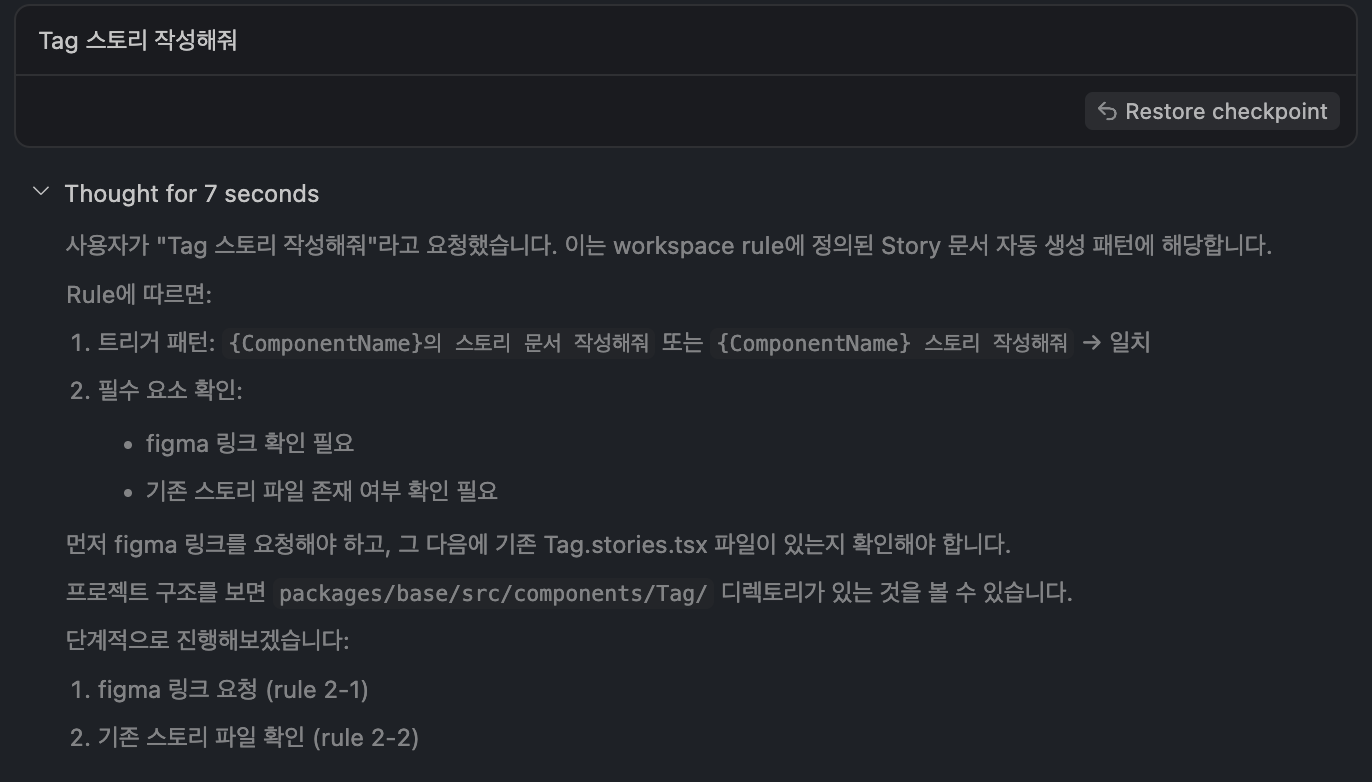 Tag 스토리 작성해줘
Restore checkpoint
Thought for 7 seconds
사용자가 "Tag 스토리 작성해줘"라고 요청했습니다. 이는 workspace rule에 정의된 Story 문서 자동 생성 패턴에 해당합니다.
Rule에 따르면:
1. 트리거 패턴: {ComponentName}의 스토리 문서 작성해줘 또는 {ComponentName} 스토리 작성해줘 → 일치
2. 필수 요소 확인:
• figma 링크 확인 필요
• 기존 스토리 파일 존재 여부 확인 필요
먼저 figma 링크를 요청해야 하고, 그 다음에 기존 Tag.stories.tsx 파일이 있는지 확인해야 합니다.
프로젝트 구조를 보면 packages/base/src/components/Tag/ 디렉토리가 있는 것을 볼 수 있습니다.
단계적으로 진행해보겠습니다:
1. figma 링크 요청 (rule 2-1)
2. 기존 스토리 파일 확인 (rule 2-2)